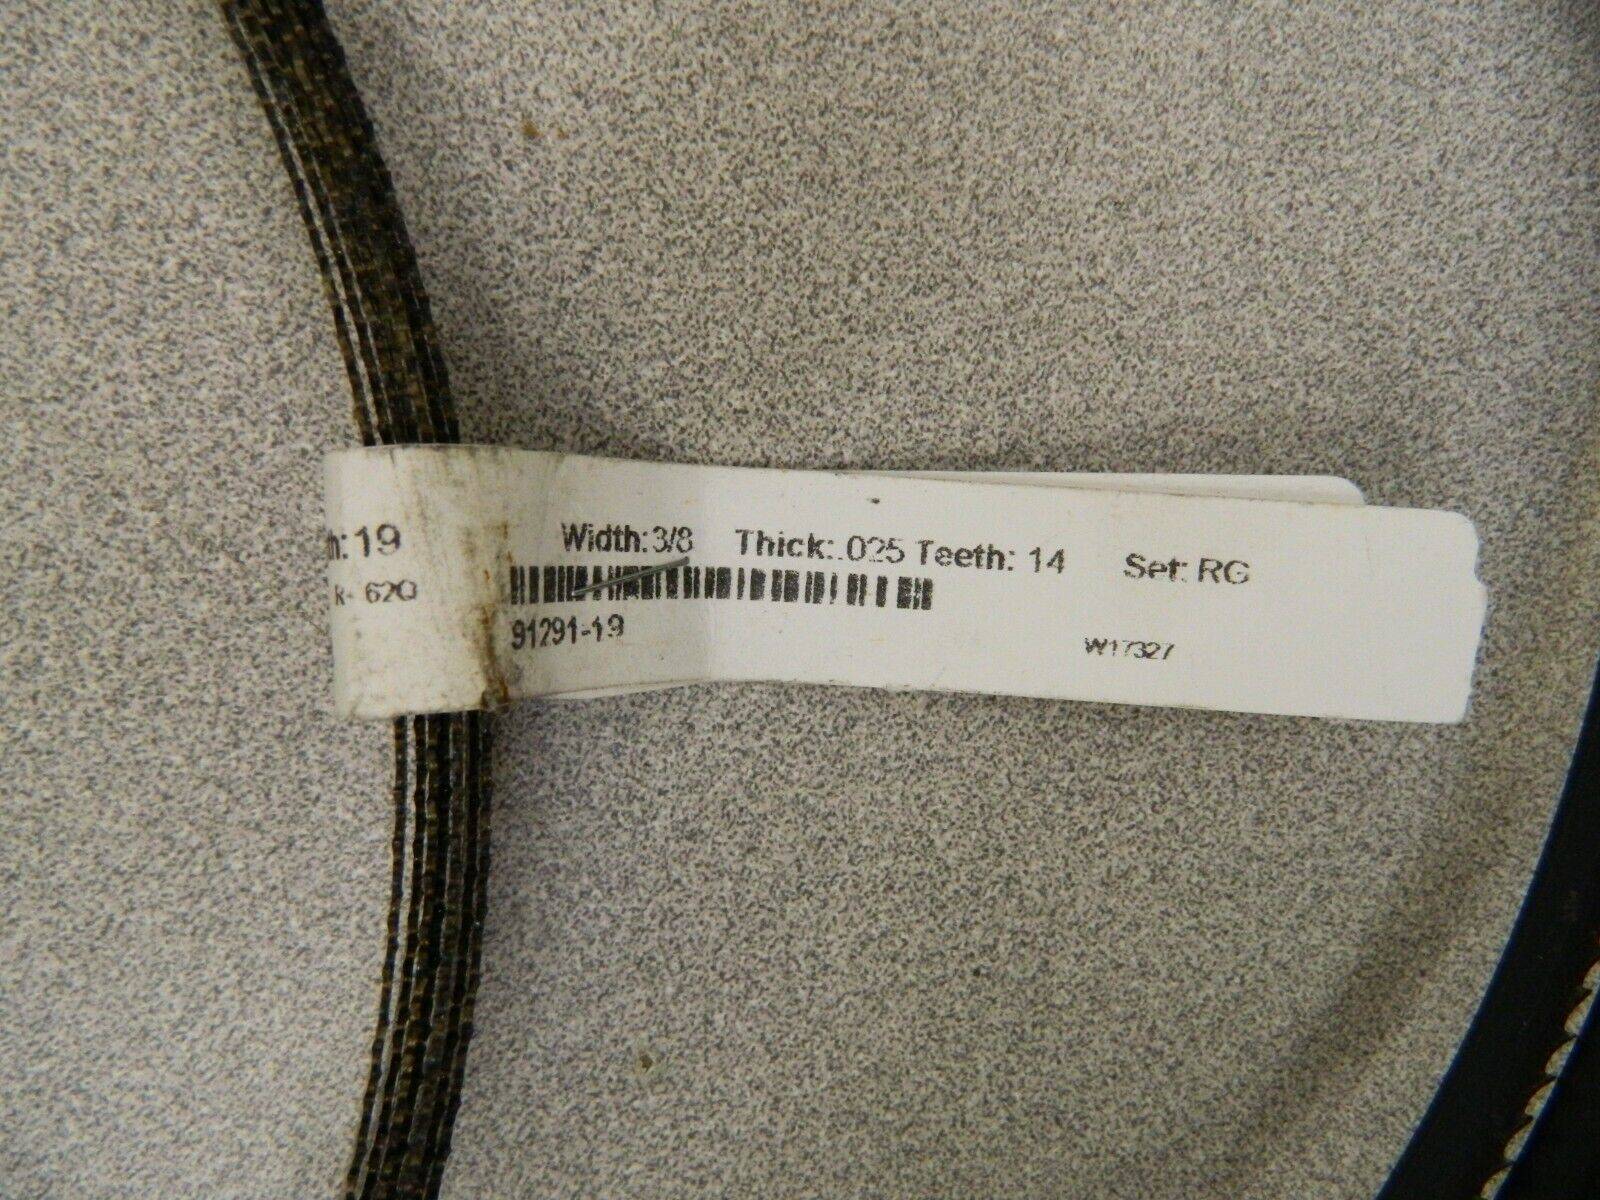 h: 19 Width: 3/8 Thick: .025 Teeth: 14 Set: RG
k- 620
91291-19
W17327